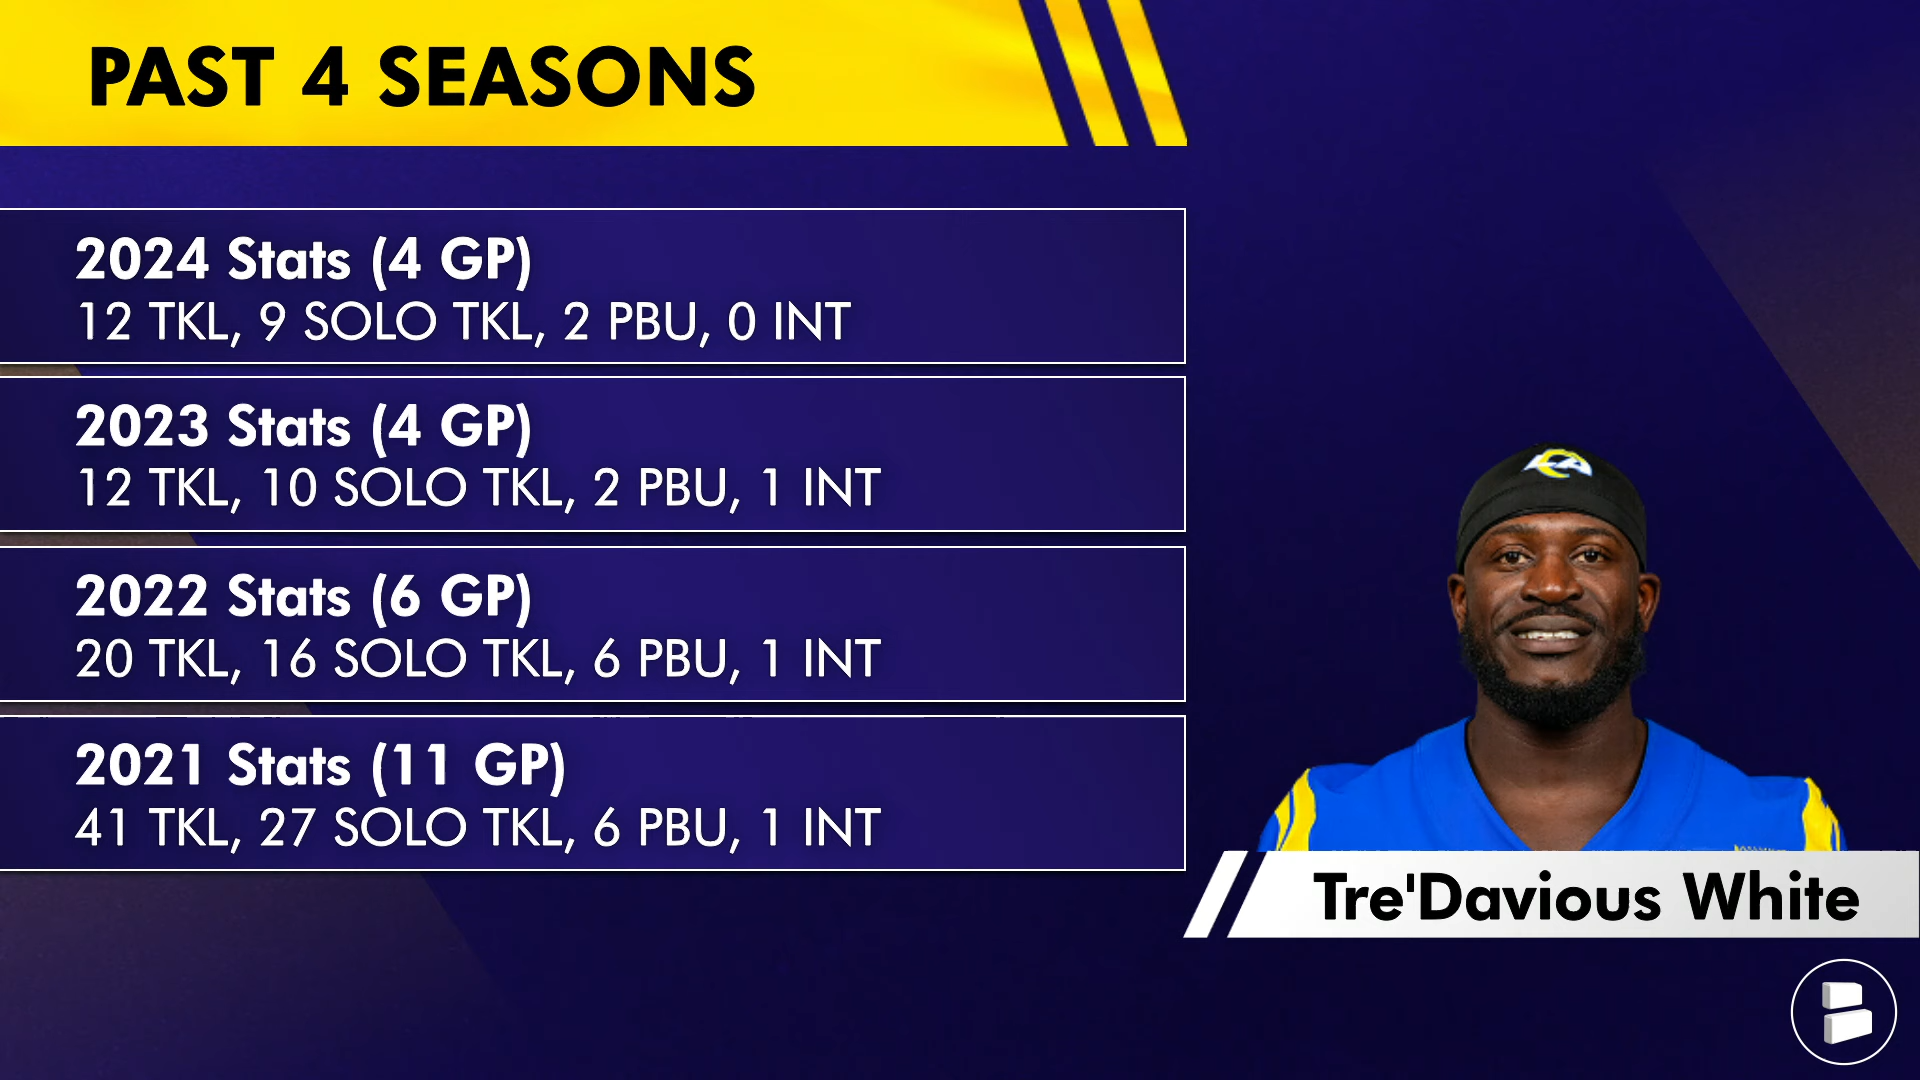 PAST 4 SEASONS
2024 Stats (4 GP)
12 TKL, 9 SOLO TKL, 2 PBU, 0 INT
2023 Stats (4 GP)
12 TKL, 10 SOLO TKL, 2 PBU, 1 INT
2022 Stats (6 GP)
20 TKL, 16 SOLO TKL, 6 PBU, 1 INT
2021 Stats (11 GP)
41 TKL, 27 SOLO TKL, 6 PBU, 1 INT
LA
Tre'Davious White
B